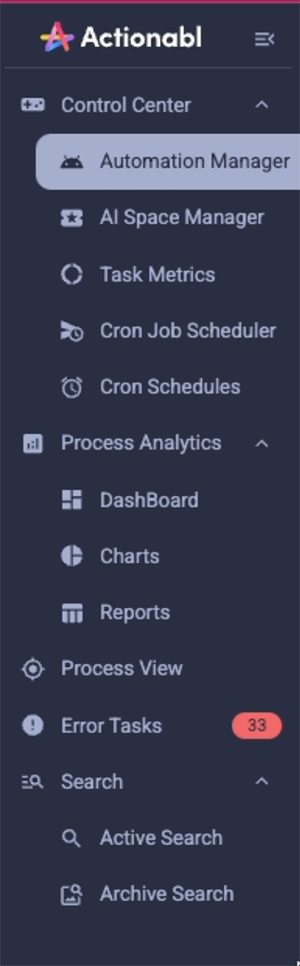 Actionabl
Control Center
Automation Manager
AI Space Manager
Task Metrics
Cron Job Scheduler
Cron Schedules
Process Analytics
DashBoard
Charts
Reports
Process View
Error Tasks 33
Search
Active Search
Archive Search